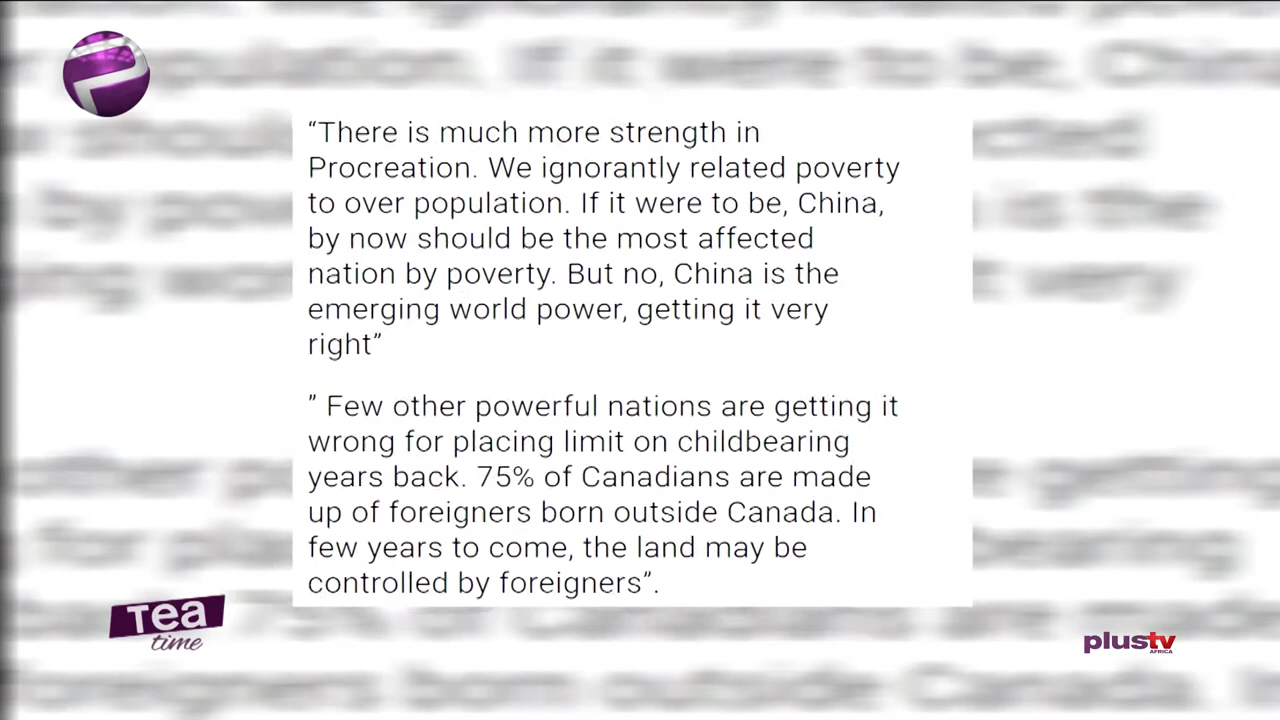 “There is much more strength in
Procreation. We ignorantly related poverty
to over population. If it were to be, China,
by now should be the most affected
nation by poverty. But no, China is the
emerging world power, getting it very
right”
” Few other powerful nations are getting it
wrong for placing limit on childbearing
years back. 75% of Canadians are made
up of foreigners born outside Canada. In
few years to come, the land may be
controlled by foreigners”.
Tea
time
plustv
AFRICA